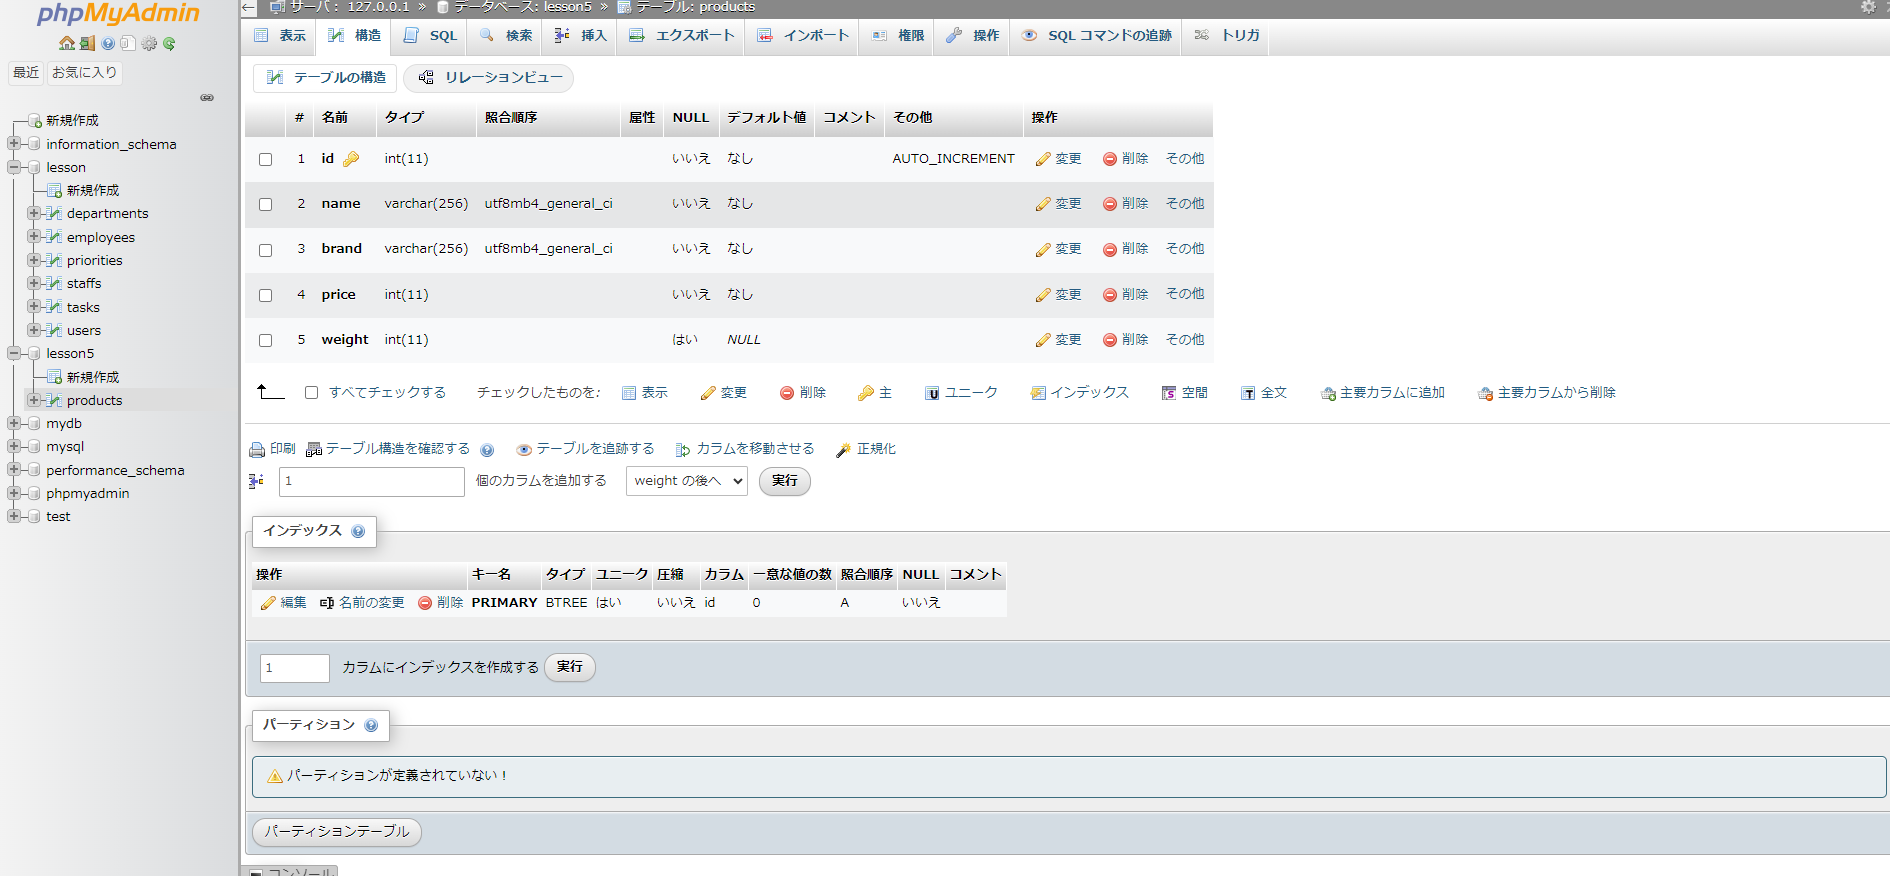 phpMyAdmin
最近 お気に入り
新規作成
information_schema
lesson
新規作成
departments
employees
priorities
staffs
tasks
users
lesson5
新規作成
products
mydb
mysql
performance_schema
phpmyadmin
test
サーバ: 127.0.0.1 » データベース: lesson5 » テーブル: products
表示 構造 SQL 検索 挿入 エクスポート インポート 権限 操作 SQL コマンドの追跡 トリガ
テーブルの構造 リレーションビュー
# 名前 タイプ 照合順序 属性 NULL デフォルト値 コメント その他 操作
1 id int(11) いいえ なし AUTO_INCREMENT 変更 削除 その他
2 name varchar(256) utf8mb4_general_ci いいえ なし 変更 削除 その他
3 brand varchar(256) utf8mb4_general_ci いいえ なし 変更 削除 その他
4 price int(11) いいえ なし 変更 削除 その他
5 weight int(11) はい NULL 変更 削除 その他
すべてチェックする チェックしたものを: 表示 変更 削除 主 ユニーク インデックス 空間 全文 主要カラムに追加 主要カラムから削除
印刷 テーブル構造を確認する テーブルを追跡する カラムを移動させる 正規化
1 個のカラムを追加する weight の後へ 実行
インデックス
操作 キー名 タイプ ユニーク 圧縮 カラム 一意な値の数 照合順序 NULL コメント
編集 名前の変更 削除 PRIMARY BTREE はい いいえ id 0 A いいえ
1 カラムにインデックスを作成する 実行
パーティション
パーティションが定義されていない!
パーティションテーブル
コンソール